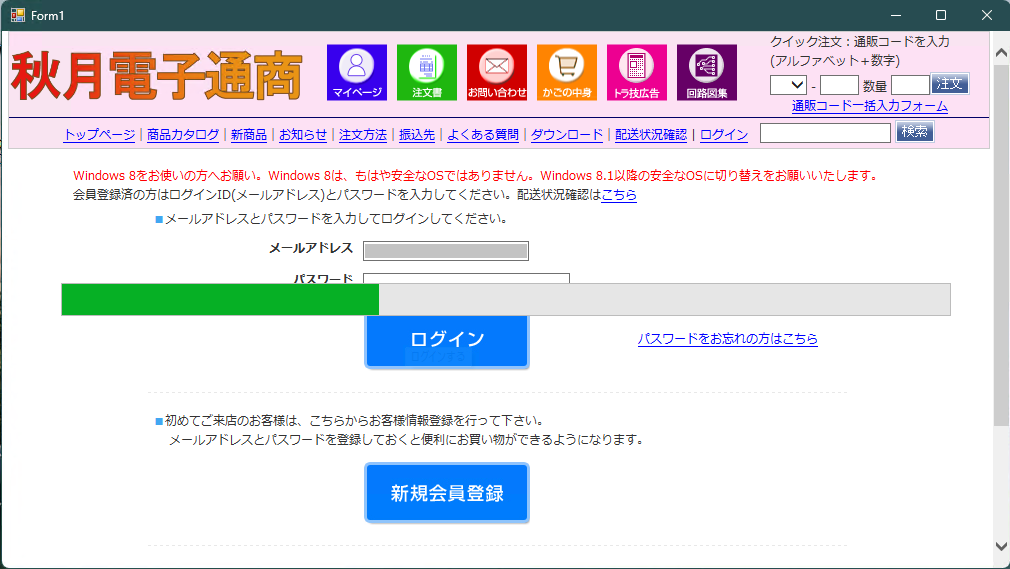 Form1
秋月電子通商
マイページ
注文書
お問い合わせ
かごの中身
トラ技広告
回路図集
クイック注文：通販コードを入力
(アルファベット＋数字)
- 数量 注文
通販コード一括入力フォーム
トップページ | 商品カタログ | 新商品 | お知らせ | 注文方法 | 振込先 | よくある質問 | ダウンロード | 配送状況確認 | ログイン 検索
Windows 8をお使いの方へお願い。Windows 8は、もはや安全なOSではありません。Windows 8.1以降の安全なOSに切り替えをお願いいたします。
会員登録済の方はログインID(メールアドレス)とパスワードを入力してください。配送状況確認はこちら
■メールアドレスとパスワードを入力してログインしてください。
メールアドレス
パスワード
ログイン
ログインする
パスワードをお忘れの方はこちら
■初めてご来店のお客様は、こちらからお客様情報登録を行って下さい。
メールアドレスとパスワードを登録しておくと便利にお買い物ができるようになります。
新規会員登録